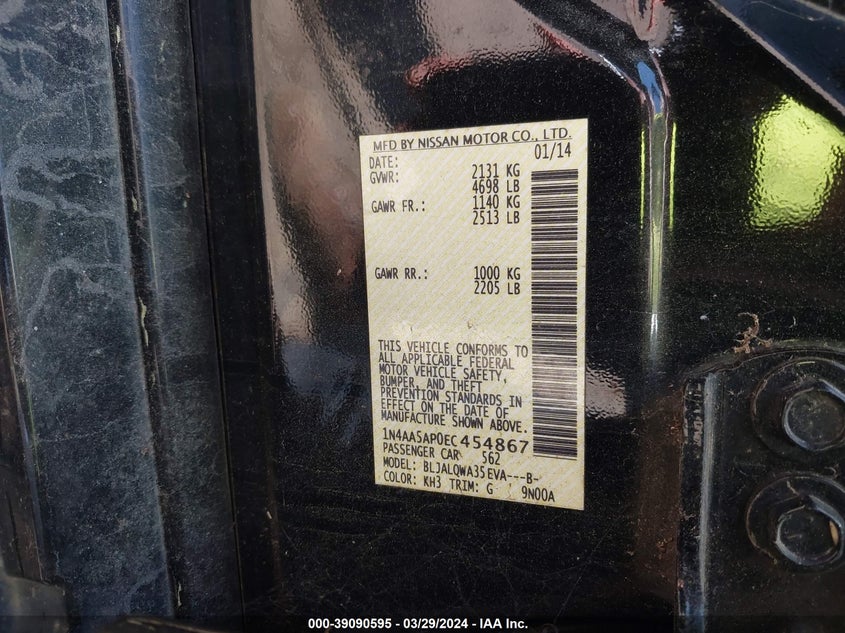 MFD BY NISSAN MOTOR CO., LTD.
DATE: 01/14
GVWR: 2131 KG
4698 LB
GAWR FR.: 1140 KG
2513 LB
GAWR RR.: 1000 KG
2205 LB
THIS VEHICLE CONFORMS TO
ALL APPLICABLE FEDERAL
MOTOR VEHICLE SAFETY,
BUMPER, AND THEFT
PREVENTION STANDARDS IN
EFFECT ON THE DATE OF
MANUFACTURE SHOWN ABOVE.
1N4AA5AP0EC454867
PASSENGER CAR 562
MODEL: BLJALQWA35EVA---B-
COLOR: KH3 TRIM: G 9N00A
000-39090595 - 03/29/2024 - IAA Inc.